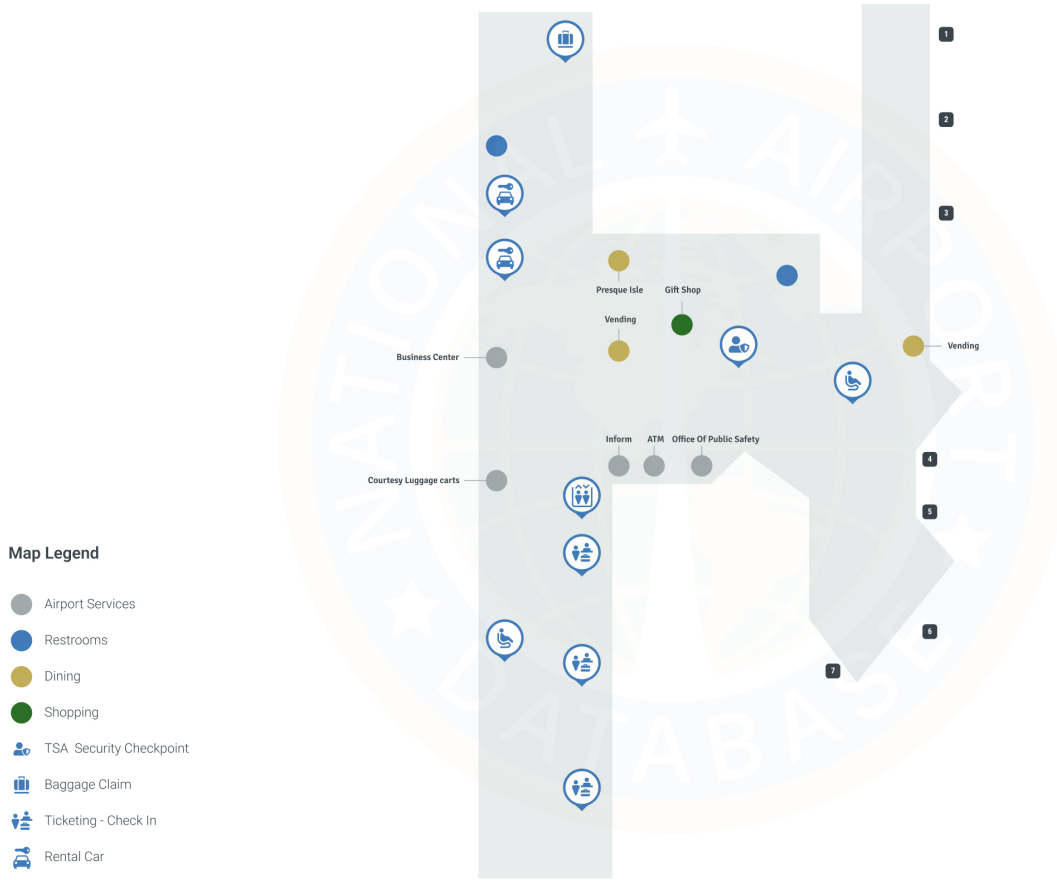 1
2
3
Presque Isle
Gift Shop
Vending
Business Center
Vending
Inform
ATM
Office Of Public Safety
4
Courtesy Luggage carts
5
6
7
Map Legend
Airport Services
Restrooms
Dining
Shopping
TSA Security Checkpoint
Baggage Claim
Ticketing - Check In
Rental Car
NATIONAL AIRPORT
DATABASE